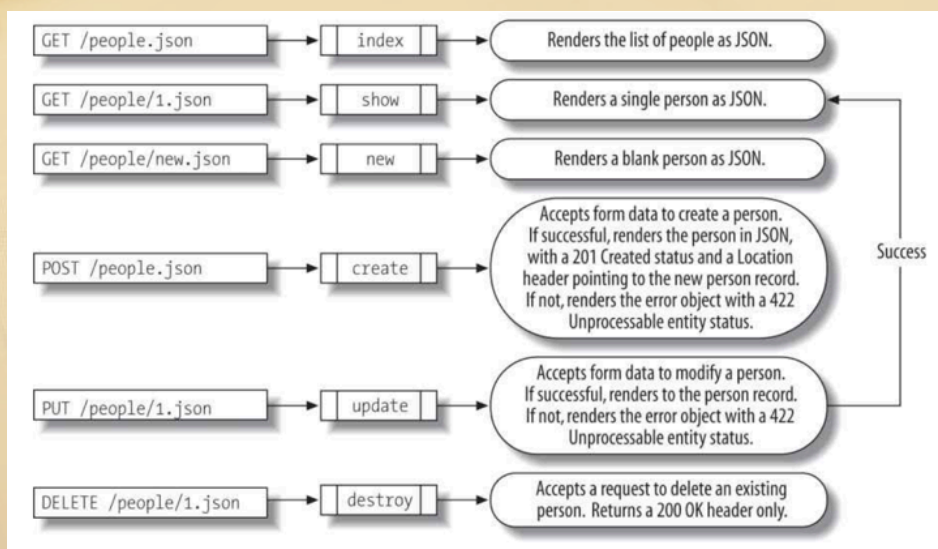 GET /people.json
index
Renders the list of people as JSON.
GET /people/1.json
show
Renders a single person as JSON.
GET /people/new.json
new
Renders a blank person as JSON.
POST /people.json
create
Accepts form data to create a person.
If successful, renders the person in JSON,
with a 201 Created status and a Location
header pointing to the new person record.
If not, renders the error object with a 422
Unprocessable entity status.
Success
PUT /people/1.json
update
Accepts form data to modify a person.
If successful, renders to the person record.
If not, renders the error object with a 422
Unprocessable entity status.
DELETE /people/1.json
destroy
Accepts a request to delete an existing
person. Returns a 200 OK header only.